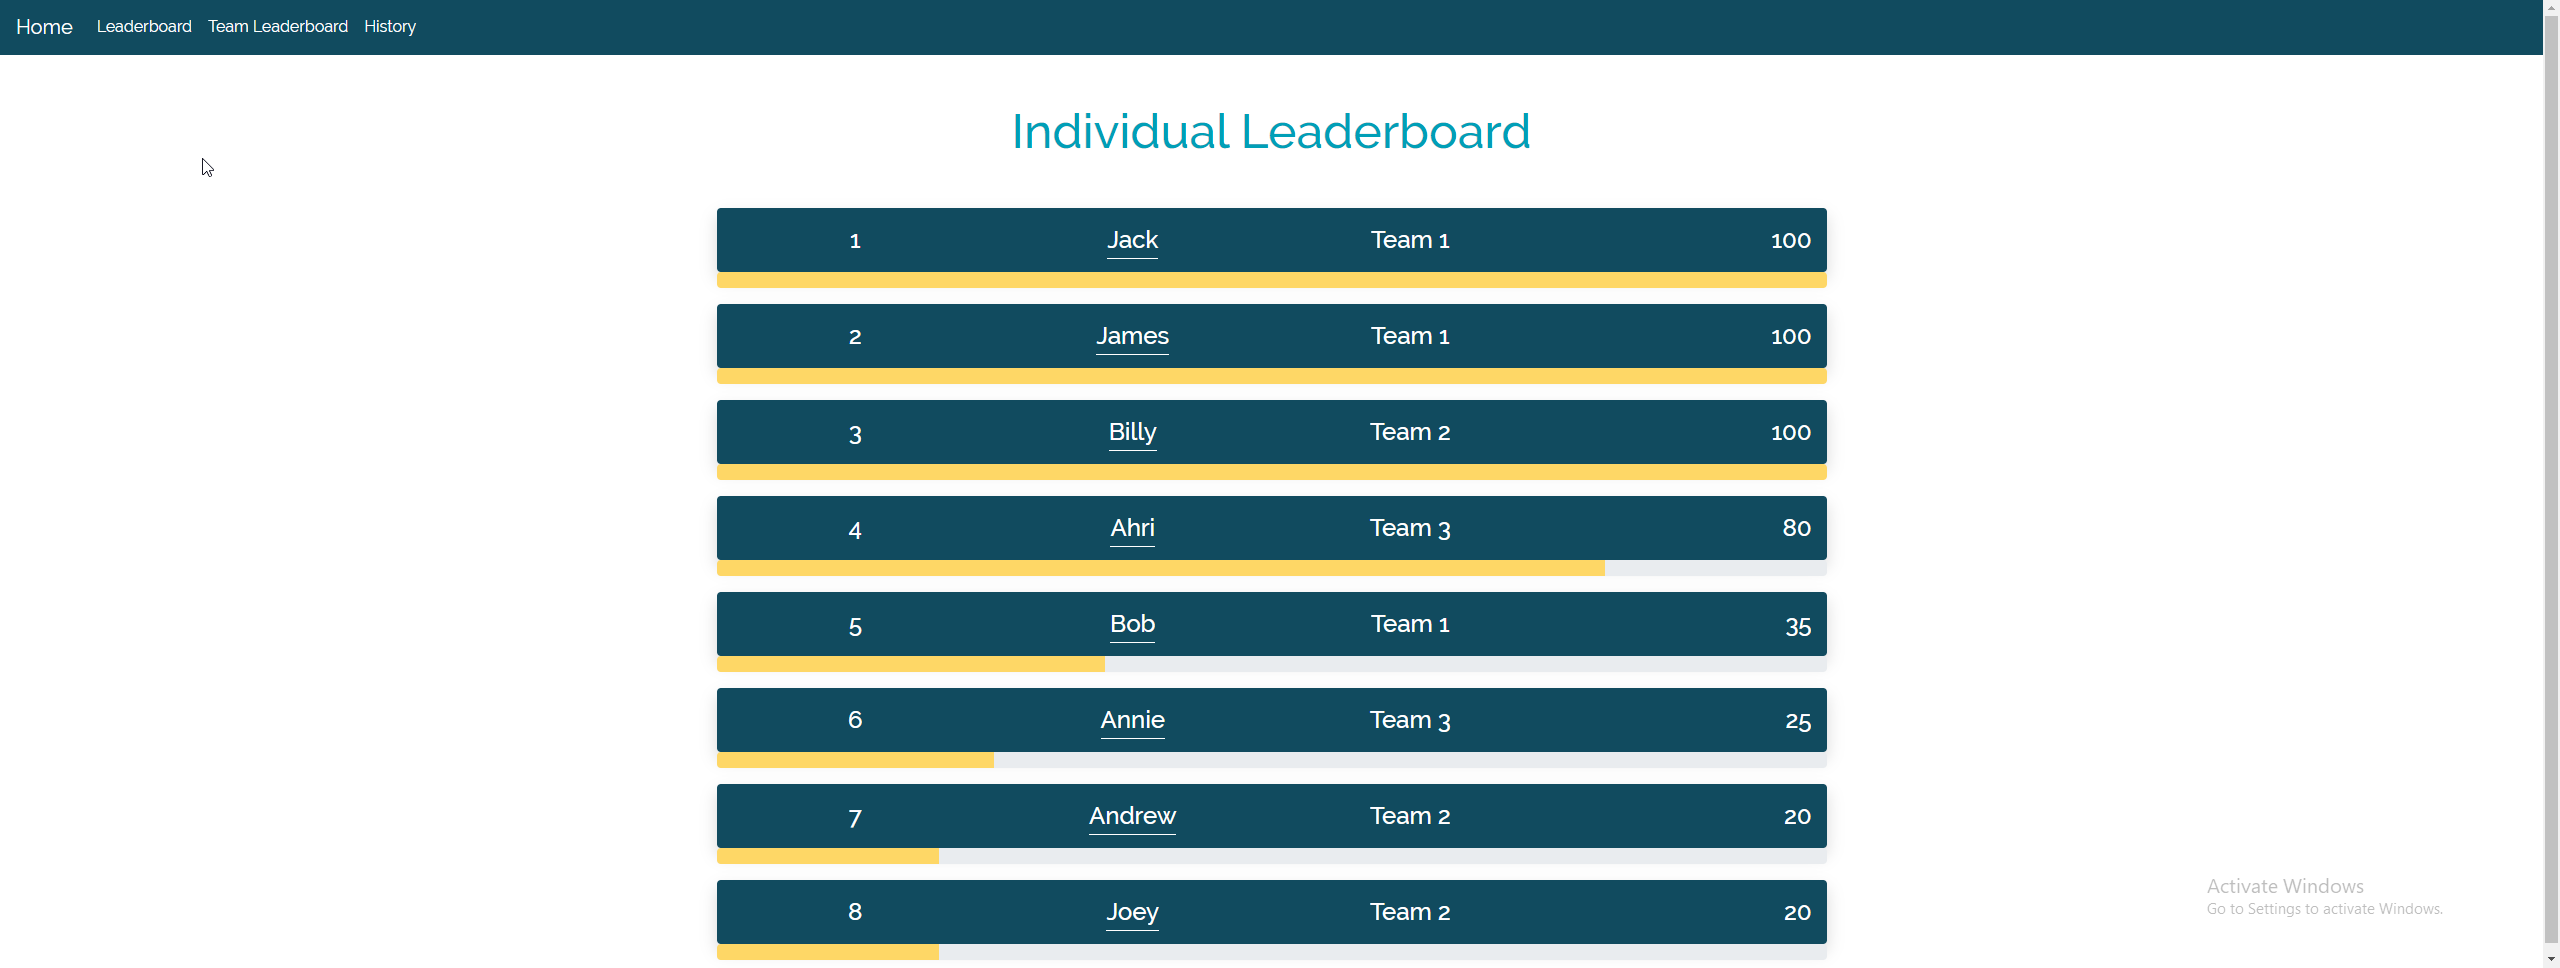 Home Leaderboard Team Leaderboard History
Individual Leaderboard
1 Jack Team 1 100
2 James Team 1 100
3 Billy Team 2 100
4 Ahri Team 3 80
5 Bob Team 1 35
6 Annie Team 3 25
7 Andrew Team 2 20
8 Joey Team 2 20
Activate Windows
Go to Settings to activate Windows.